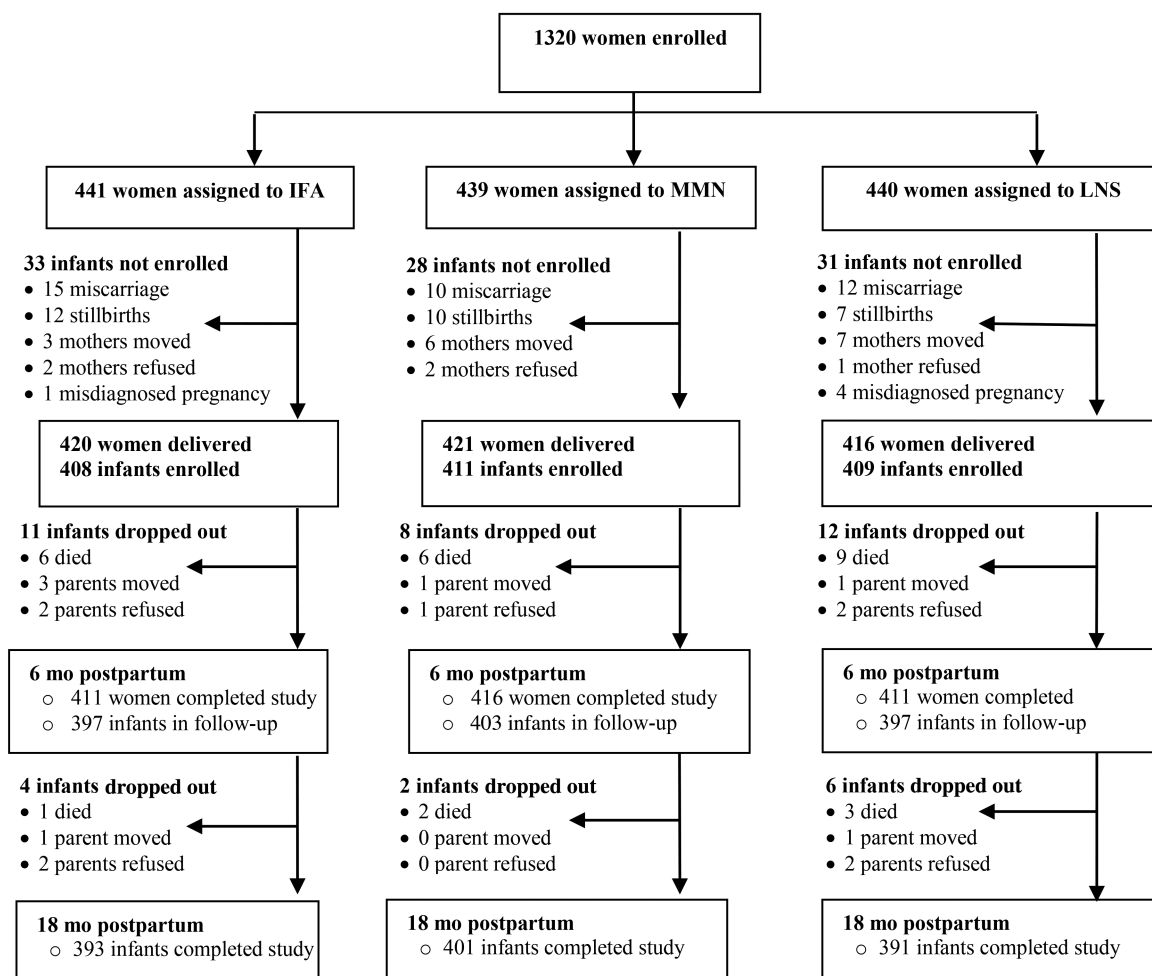 1320 women enrolled
441 women assigned to IFA
439 women assigned to MMN
440 women assigned to LNS
33 infants not enrolled
• 15 miscarriage
• 12 stillbirths
• 3 mothers moved
• 2 mothers refused
• 1 misdiagnosed pregnancy
28 infants not enrolled
• 10 miscarriage
• 10 stillbirths
• 6 mothers moved
• 2 mothers refused
31 infants not enrolled
• 12 miscarriage
• 7 stillbirths
• 7 mothers moved
• 1 mother refused
• 4 misdiagnosed pregnancy
420 women delivered
408 infants enrolled
421 women delivered
411 infants enrolled
416 women delivered
409 infants enrolled
11 infants dropped out
• 6 died
• 3 parents moved
• 2 parents refused
8 infants dropped out
• 6 died
• 1 parent moved
• 1 parent refused
12 infants dropped out
• 9 died
• 1 parent moved
• 2 parents refused
6 mo postpartum
o 411 women completed study
o 397 infants in follow-up
6 mo postpartum
o 416 women completed study
o 403 infants in follow-up
6 mo postpartum
o 411 women completed
o 397 infants in follow-up
4 infants dropped out
• 1 died
• 1 parent moved
• 2 parents refused
2 infants dropped out
• 2 died
• 0 parent moved
• 0 parent refused
6 infants dropped out
• 3 died
• 1 parent moved
• 2 parents refused
18 mo postpartum
o 393 infants completed study
18 mo postpartum
o 401 infants completed study
18 mo postpartum
o 391 infants completed study